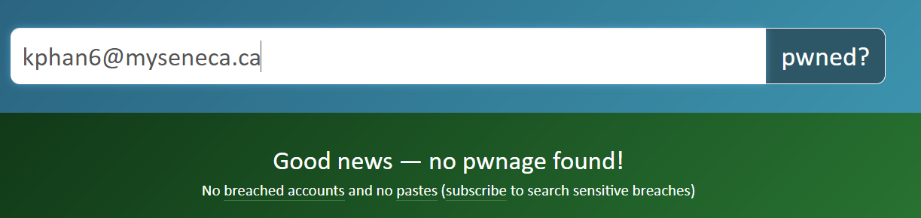 kphan6@myseneca.ca
pwned?
Good news — no pwnage found!
No breached accounts and no pastes (subscribe to search sensitive breaches)